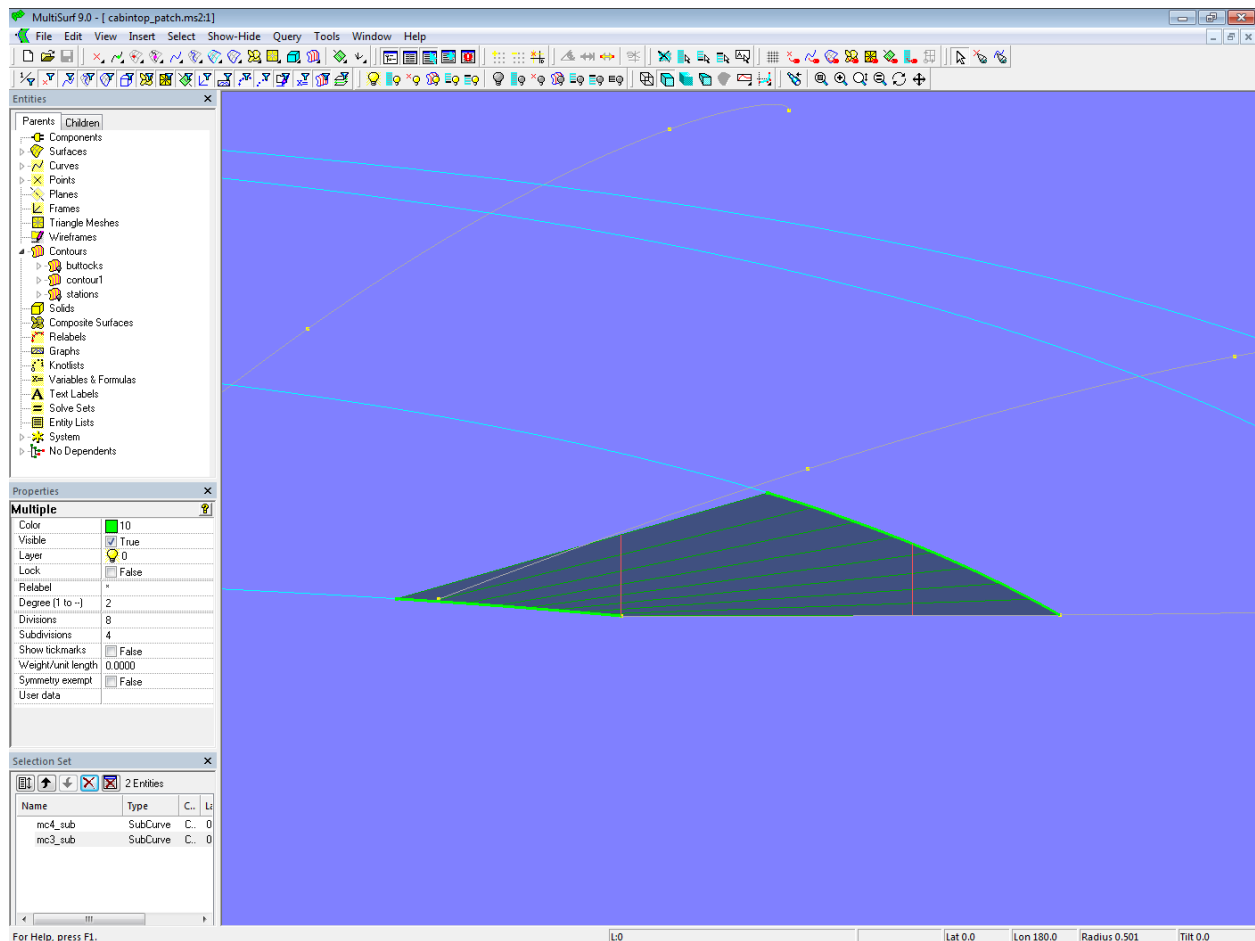 MultiSurf 9.0 - [ cabintop_patch.ms2:1]
File Edit View Insert Select Show-Hide Query Tools Window Help
Entities
Parents Children
Components
Surfaces
Curves
Points
Planes
Frames
Triangle Meshes
Wireframes
Contours
buttocks
contour1
stations
Solids
Composite Surfaces
Relabels
Graphs
Knotlists
Variables & Formulas
Text Labels
Solve Sets
Entity Lists
System
No Dependents
Properties
Multiple
Color 10
Visible True
Layer 0
Lock False
Relabel *
Degree (1 to --) 2
Divisions 8
Subdivisions 4
Show tickmarks False
Weight/unit length 0.0000
Symmetry exempt False
User data
Selection Set
2 Entities
Name Type C.. La
mc4_sub SubCurve C.. 0
mc3_sub SubCurve C.. 0
For Help, press F1. L:0 Lat 0.0 Lon 180.0 Radius 0.501 Tilt 0.0